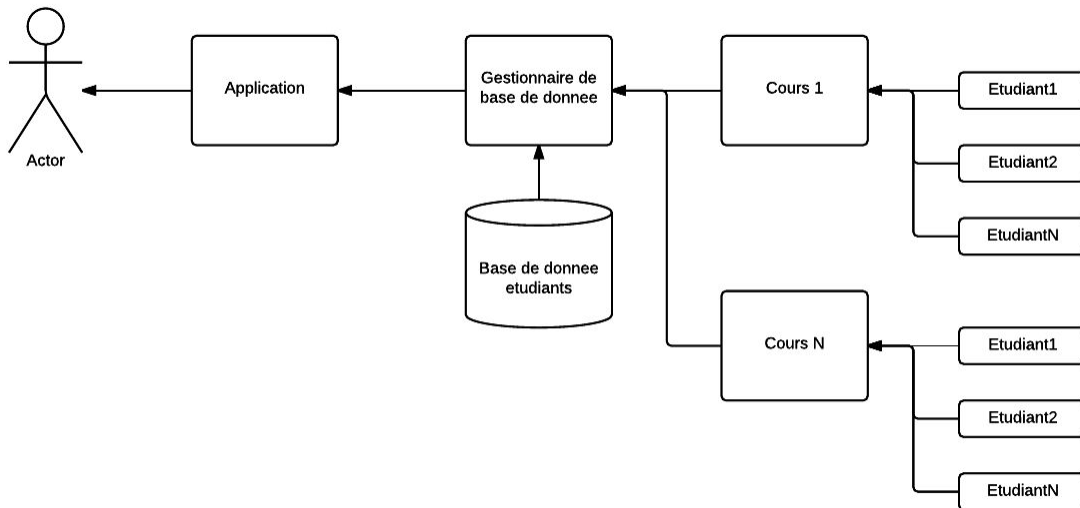 Actor
Application
Gestionnaire de
base de donnee
Base de donnee
etudiants
Cours 1
Etudiant1
Etudiant2
EtudiantN
Cours N
Etudiant1
Etudiant2
EtudiantN